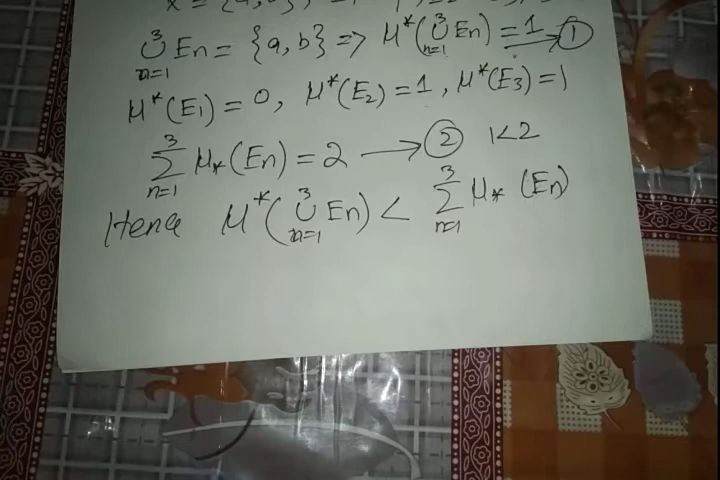 x = {a,b},
3
∪ En = {a, b} => μ*(∪ En) = 1 → ①
n=1 3 n=1
μ*(E₁) = 0, μ*(E₂) = 1, μ*(E₃) = 1
3
Σ μ*(En) = 2 → ② 1<2
n=1
Hence μ*(∪ En) < Σ μ* (En)
3 n=1 3 n=1